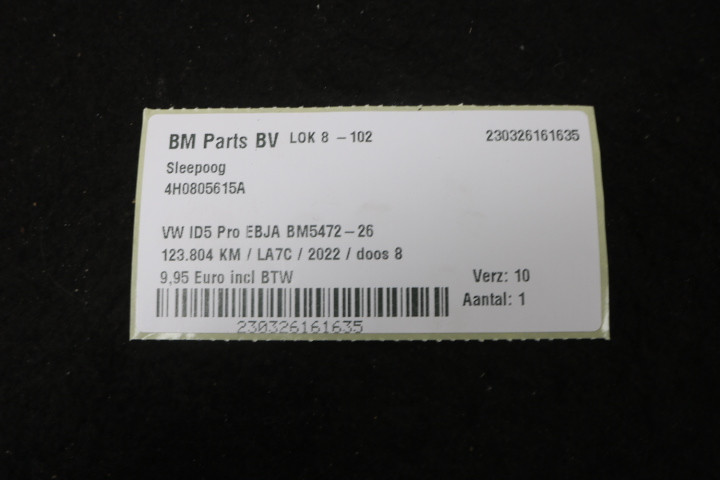 BM Parts BV LOK 8 - 102 230326161635
Sleepoog
4H0805615A
VW ID5 Pro EBJA BM5472-26
123.804 KM / LA7C / 2022 / doos 8
9,95 Euro incl BTW Verz: 10
Aantal: 1
230326161635